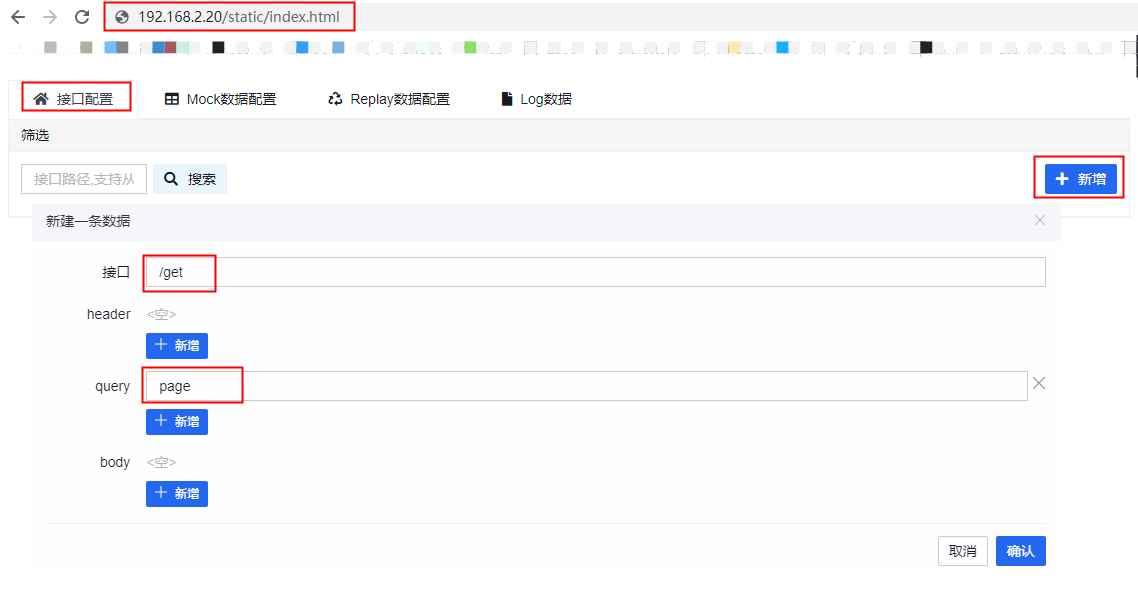 192.168.2.20/static/index.html
接口配置 Mock数据配置 Replay数据配置 Log数据
筛选
接口路径,支持从 搜索 新增
新建一条数据
接口 /get
header <空>
新增
query page
新增
body <空>
新增
取消 确认